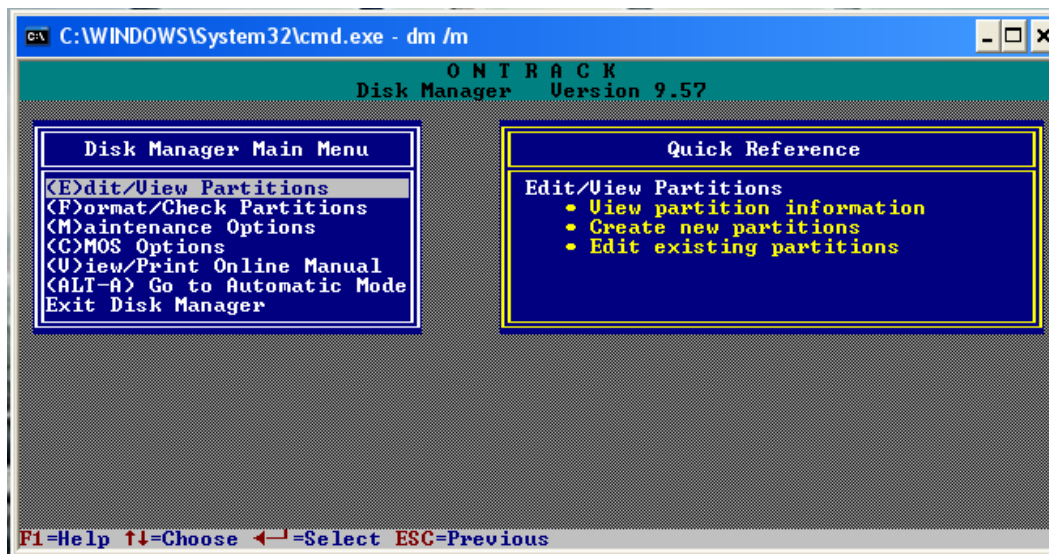 C:\WINDOWS\System32\cmd.exe - dm /m
O N T R A C K
Disk Manager Version 9.57
Disk Manager Main Menu
(E)dit/View Partitions
(F)ormat/Check Partitions
(M)aintenance Options
(C)MOS Options
(V)iew/Print Online Manual
(ALT-A) Go to Automatic Mode
Exit Disk Manager
Quick Reference
Edit/View Partitions
• View partition information
• Create new partitions
• Edit existing partitions
F1=Help ↑↓=Choose ◄─┘=Select ESC=Previous